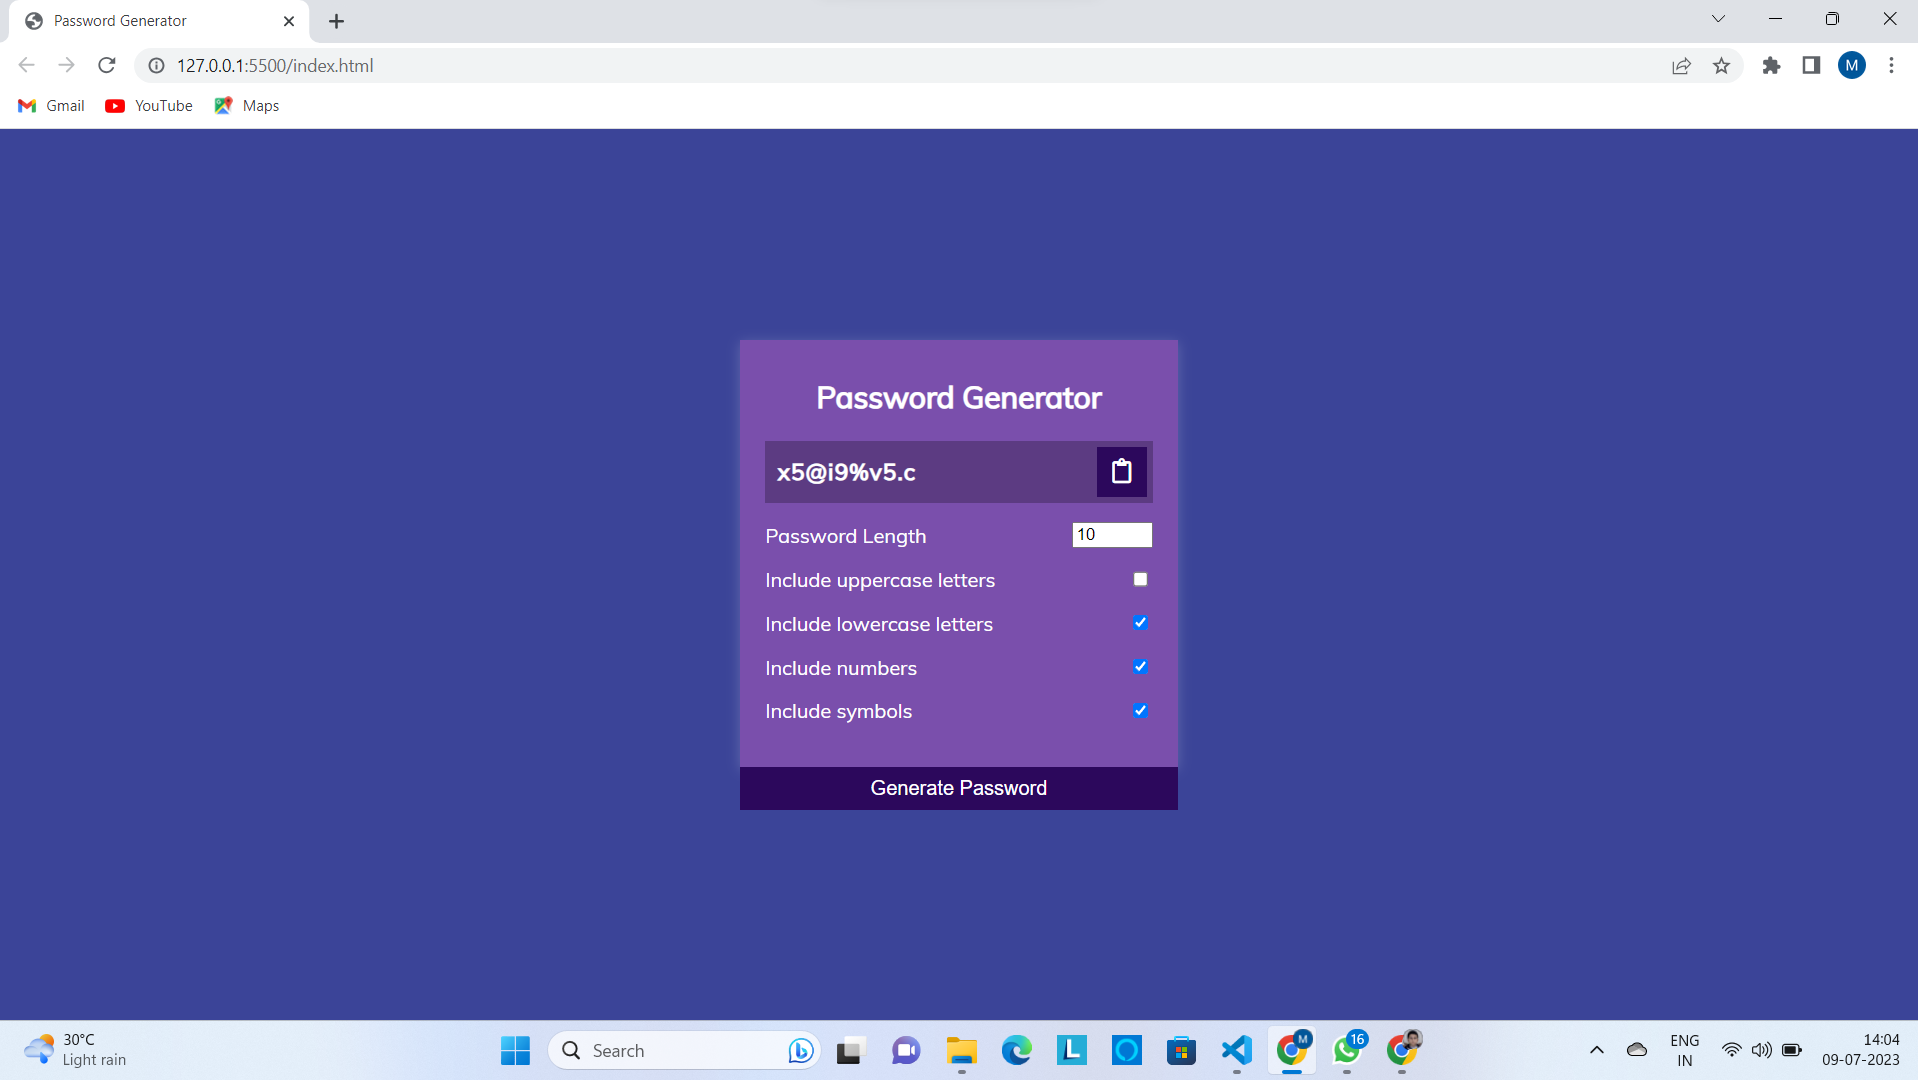 Password Generator
127.0.0.1:5500/index.html
M
Gmail
YouTube
Maps
Password Generator
x5@i9%v5.c
Password Length
10
Include uppercase letters
Include lowercase letters
Include numbers
Include symbols
Generate Password
30°C
Light rain
Search
L
M
16
ENG
IN
14:04
09-07-2023